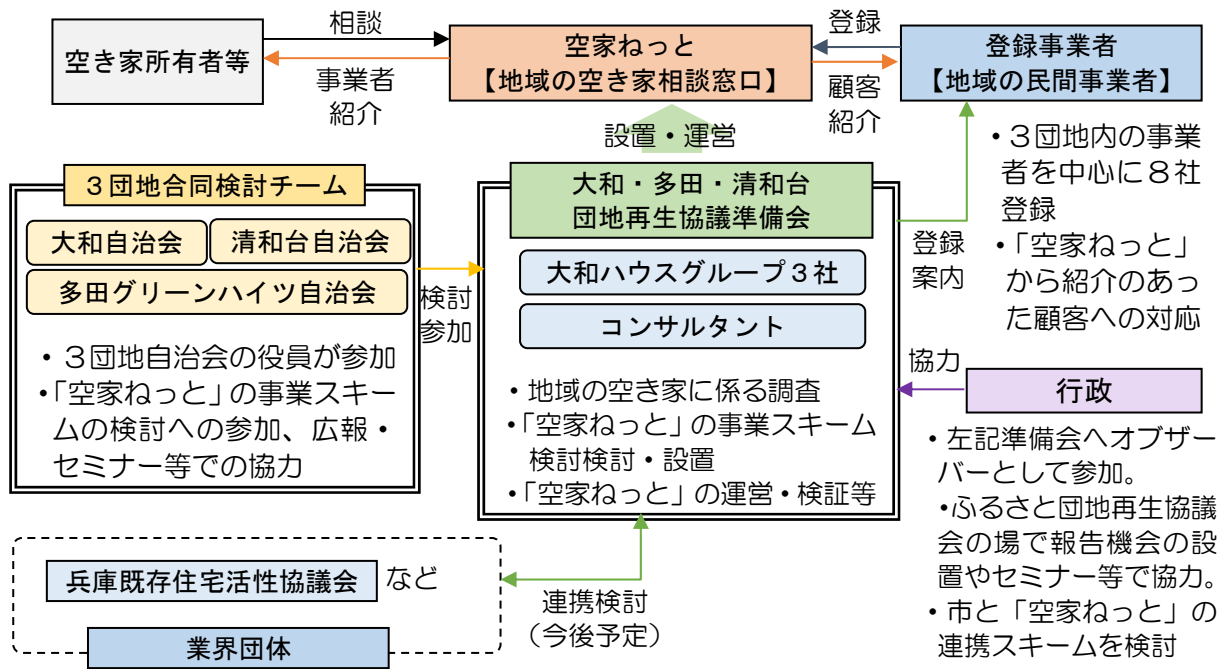 空き家所有者等
相談
事業者
紹介
空家ねっと
【地域の空き家相談窓口】
登録
顧客
紹介
登録事業者
【地域の民間事業者】
・３団地内の事業
者を中心に８社
登録
・「空家ねっと」
から紹介のあっ
た顧客への対応
設置・運営
３団地合同検討チーム
大和自治会
清和台自治会
多田グリーンハイツ自治会
・３団地自治会の役員が参加
・「空家ねっと」の事業スキー
ムの検討への参加、広報・
セミナー等での協力
検討
参加
大和・多田・清和台
団地再生協議準備会
大和ハウスグループ３社
コンサルタント
・地域の空き家に係る調査
・「空家ねっと」の事業スキーム
検討検討・設置
・「空家ねっと」の運営・検証等
登録
案内
協力
行政
・左記準備会へオブザー
バーとして参加。
・ふるさと団地再生協議
会の場で報告機会の設
置やセミナー等で協力。
・市と「空家ねっと」の
連携スキームを検討
兵庫既存住宅活性協議会
など
業界団体
連携検討
（今後予定）